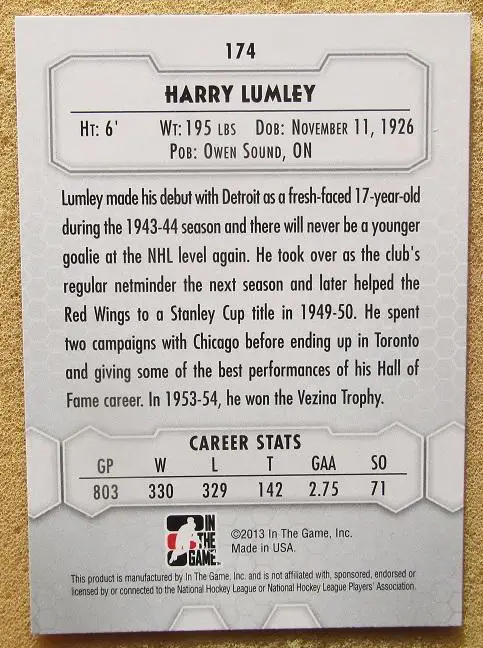 174
HARRY LUMLEY
HT: 6' WT: 195 LBS DOB: NOVEMBER 11, 1926
POB: OWEN SOUND, ON
Lumley made his debut with Detroit as a fresh-faced 17-year-old
during the 1943-44 season and there will never be a younger
goalie at the NHL level again. He took over as the club's
regular netminder the next season and later helped the
Red Wings to a Stanley Cup title in 1949-50. He spent
two campaigns with Chicago before ending up in Toronto
and giving some of the best performances of his Hall of
Fame career. In 1953-54, he won the Vezina Trophy.
CAREER STATS
GP W L T GAA SO
803 330 329 142 2.75 71
IN
THE
GAME
©2013 In The Game, Inc.
Made in USA.
This product is manufactured by In The Game, Inc. and is not affiliated with, sponsored, endorsed or
licensed by or connected to the National Hockey League or National Hockey League Players' Association.